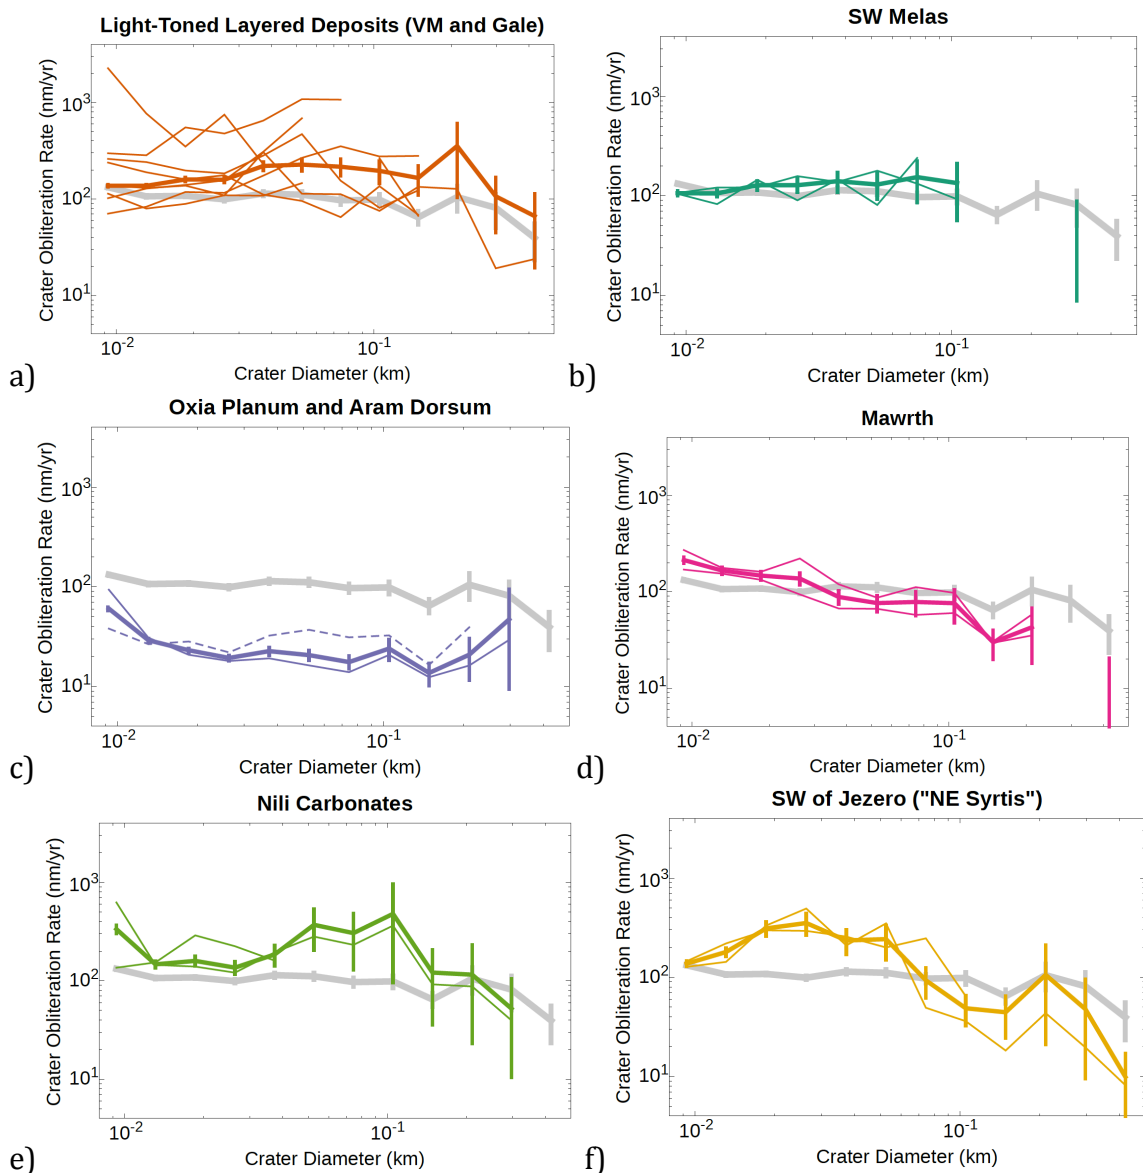 Light-Toned Layered Deposits (VM and Gale)
Crater Obliteration Rate (nm/yr)
10³
10²
10¹
10⁻²
10⁻¹
Crater Diameter (km)
a)
SW Melas
Crater Obliteration Rate (nm/yr)
10³
10²
10¹
10⁻²
10⁻¹
Crater Diameter (km)
b)
Oxia Planum and Aram Dorsum
Crater Obliteration Rate (nm/yr)
10³
10²
10¹
10⁻²
10⁻¹
Crater Diameter (km)
c)
Mawrth
Crater Obliteration Rate (nm/yr)
10³
10²
10¹
10⁻²
10⁻¹
Crater Diameter (km)
d)
Nili Carbonates
Crater Obliteration Rate (nm/yr)
10³
10²
10¹
10⁻²
10⁻¹
Crater Diameter (km)
e)
SW of Jezero ("NE Syrtis")
Crater Obliteration Rate (nm/yr)
10³
10²
10¹
10⁻²
10⁻¹
Crater Diameter (km)
f)